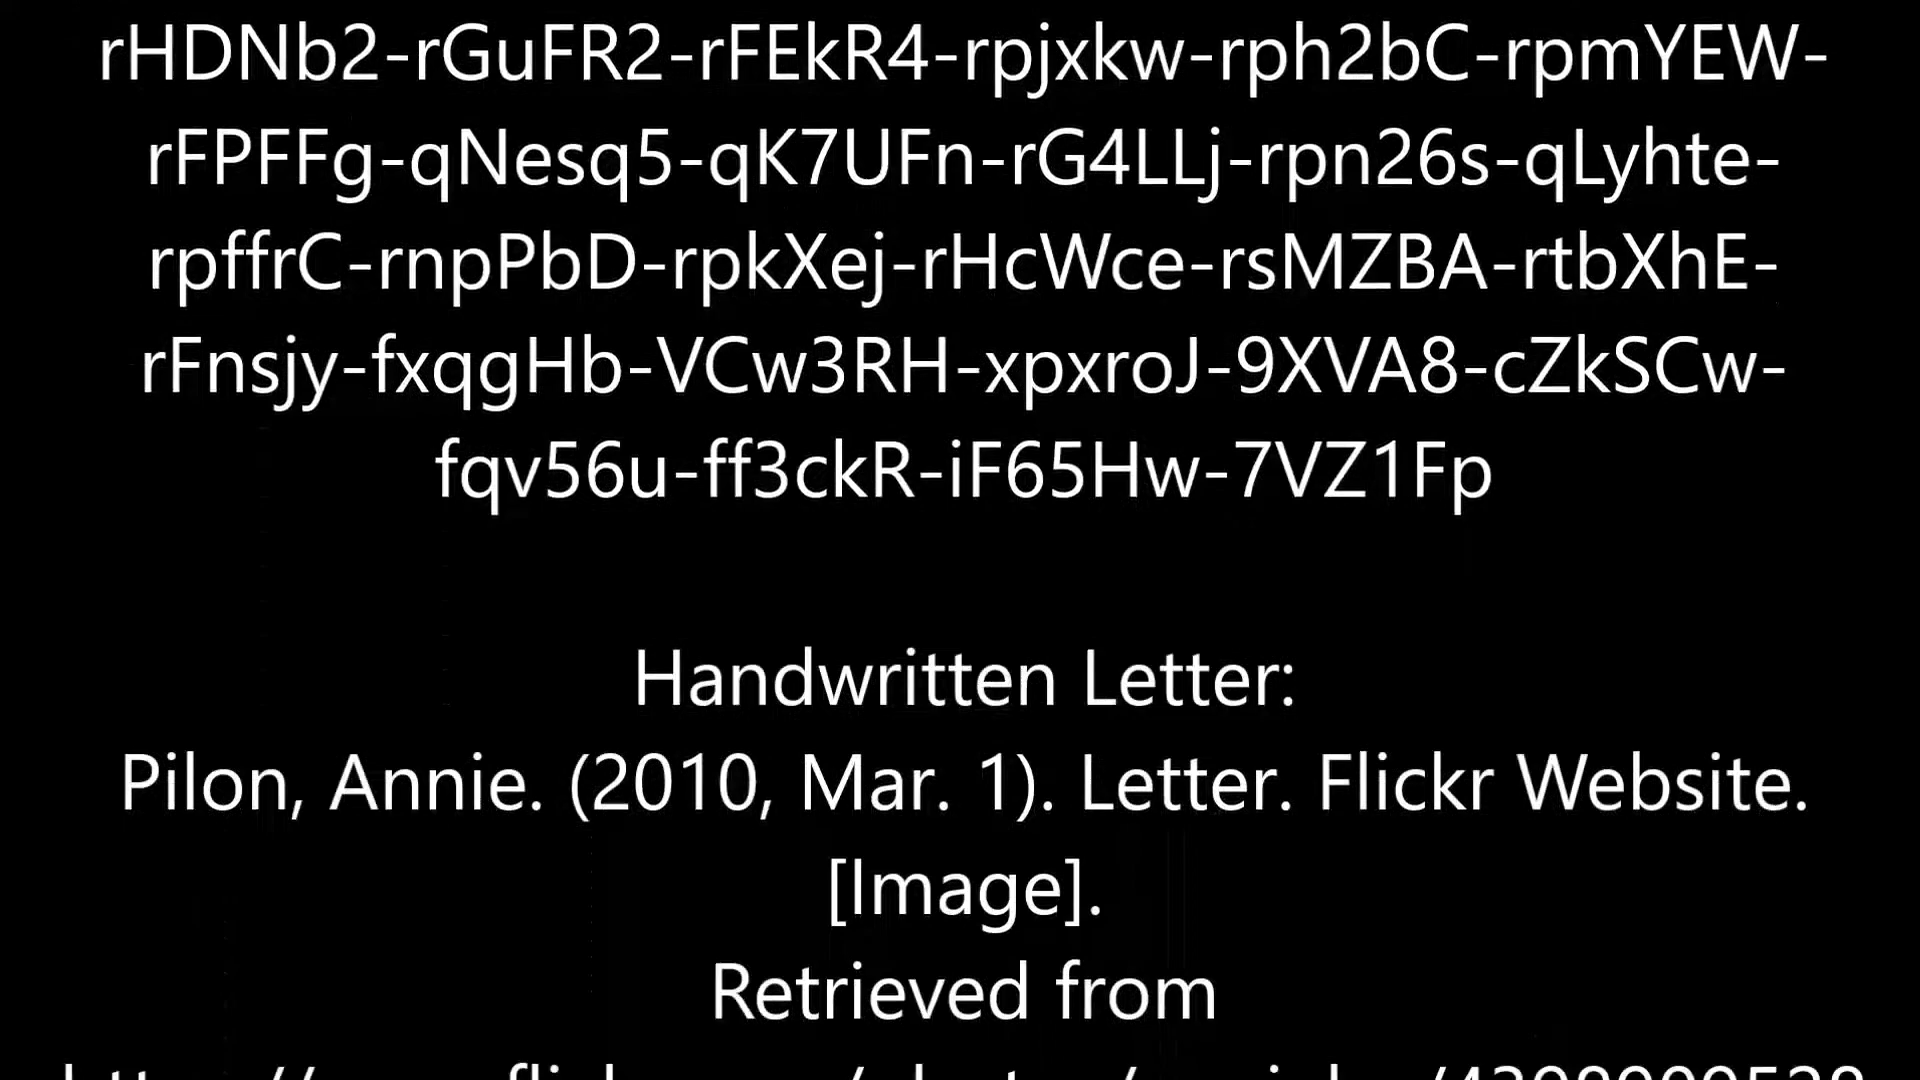 rHDNb2-rGuFR2-rFEkR4-rpjxkw-rph2bC-rpmYEW-
rFPFFg-qNesq5-qK7UFn-rG4LLj-rpn26s-qLyhte-
rpffrC-rnpPbD-rpkXej-rHcWce-rsMZBA-rtbXhE-
rFnsjy-fxqgHb-VCw3RH-xpxroJ-9XVA8-cZkSCw-
fqv56u-ff3ckR-iF65Hw-7VZ1Fp
Handwritten Letter:
Pilon, Annie. (2010, Mar. 1). Letter. Flickr Website.
[Image].
Retrieved from